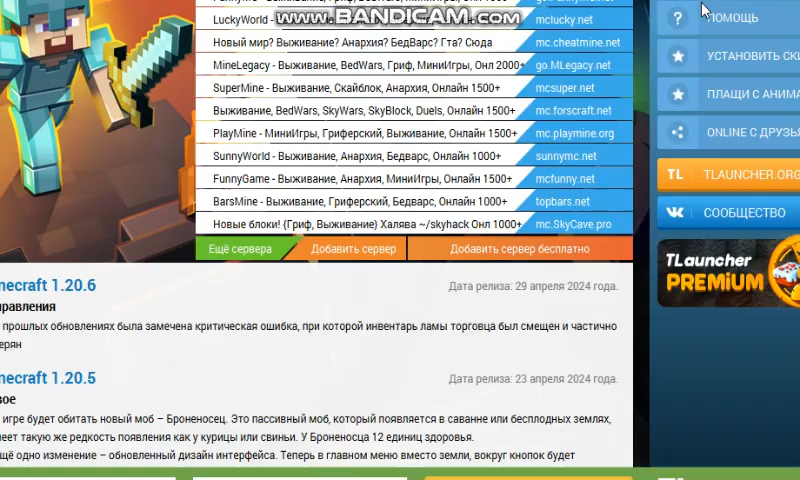 WWW.BANDICAM.COM
LuckyWorld - mclucky.net
Новый мир? Выживание? Анархия? БедВарс? Гта? Сюда mc.cheatmine.net
MineLegacy - Выживание, BedWars, Гриф, МиниИгры, Онл 2000+ go.MLegacy.net
SuperMine - Выживание, Скайблок, Анархия, Онлайн 1500+ mcsuper.net
Выживание, BedWars, SkyWars, SkyBlock, Duels, Онлайн 1500+ mc.forscraft.net
PlayMine - МиниИгры, Гриферский, Выживание, Онлайн 1500+ mc.playmine.org
SunnyWorld - Выживание, Анархия, Бедварс, Онлайн 1000+ sunnymc.net
FunnyGame - Выживание, Анархия, МиниИгры, Онлайн 1500+ mcfunny.net
BarsMine - Выживание, Гриферский, Бедварс, Онлайн 1000+ topbars.net
Новые блоки! {Гриф, Выживание} Халява ~/skyhack Онл 1000+ mc.SkyCave.pro
Ещё сервера Добавить сервер Добавить сервер бесплатно
ПОМОЩЬ
УСТАНОВИТЬ СКИ
ПЛАЩИ С АНИМА
ONLINE С ДРУЗЬЯ
TL TLAUNCHER.ORG
СООБЩЕСТВО
TLauncher
PREMIUM
necraft 1.20.6 Дата релиза: 29 апреля 2024 года.
правления
прошлых обновлениях была замечена критическая ошибка, при которой инвентарь ламы торговца был смещен и частично
ерян
necraft 1.20.5 Дата релиза: 23 апреля 2024 года.
вое
игре будет обитать новый моб – Броненосец. Это пассивный моб, который появляется в саванне или бесплодных землях,
меет такую же редкость появления как у курицы или свиньи. У Броненосца 12 единиц здоровья.
щё одно изменение – обновленный дизайн интерфейса. Теперь в главном меню вместо земли, вокруг кнопок будет